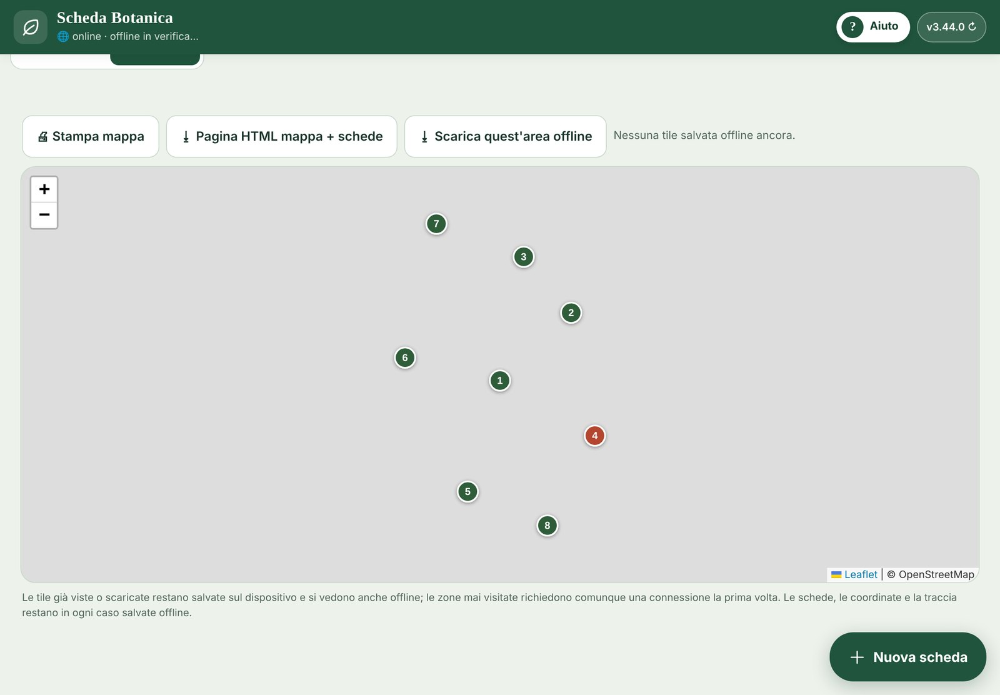 Scheda Botanica
🌐 online · offline in verifica...
? Aiuto
v3.44.0 ↻
🖨 Stampa mappa
⭳ Pagina HTML mappa + schede
⭳ Scarica quest'area offline
Nessuna tile salvata offline ancora.
+
−
7
3
2
6
1
4
5
8
Leaflet | © OpenStreetMap
Le tile già viste o scaricate restano salvate sul dispositivo e si vedono anche offline; le zone mai visitate richiedono comunque una connessione la prima volta. Le schede, le coordinate e la traccia
restano in ogni caso salvate offline.
+ Nuova scheda